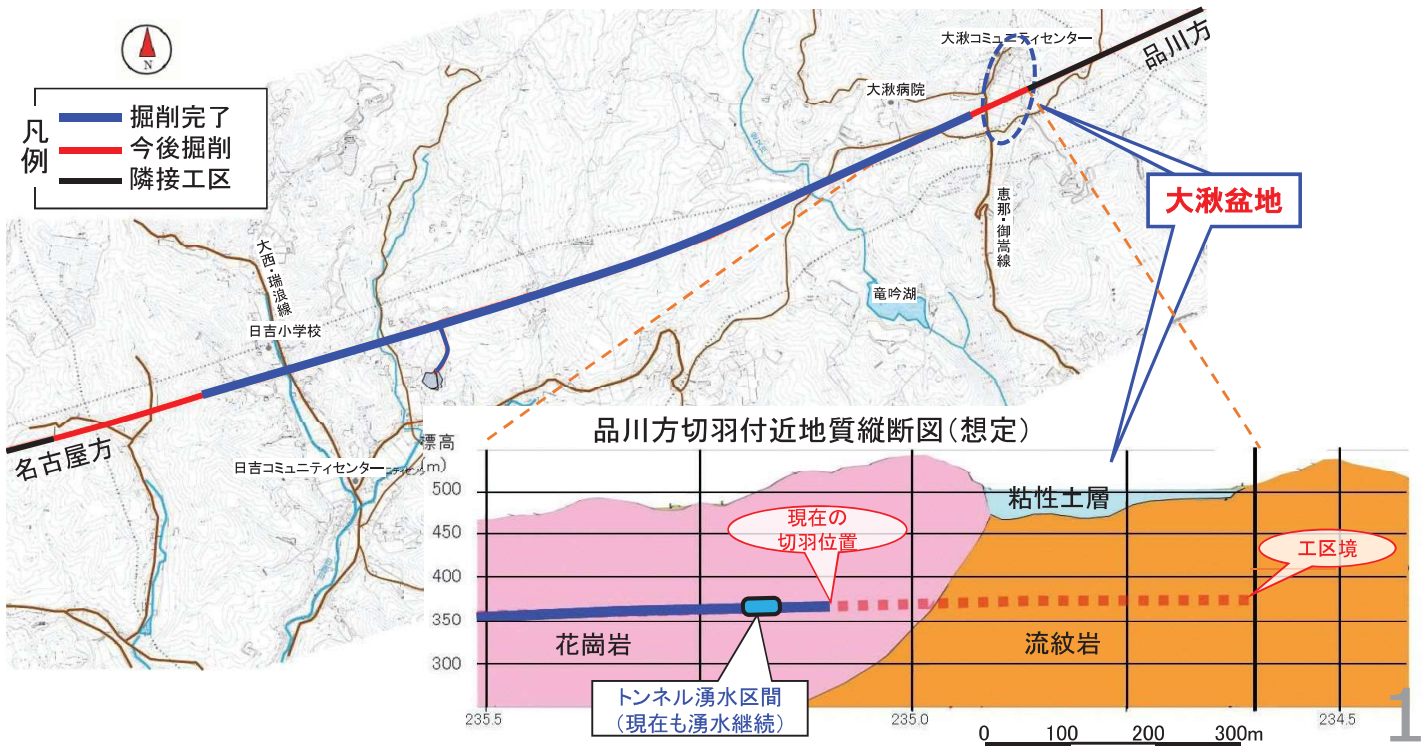 N
凡例
掘削完了
今後掘削
隣接工区
大湫コミュニティセンター
品川方
大湫病院
大湫盆地
恵那・御嵩線
大西・瑞浪線
竜吟湖
日吉小学校
名古屋方
日吉コミュニティセンター
品川方切羽付近地質縦断図(想定)
標高
(m)
500
450
400
350
300
粘性土層
現在の
切羽位置
工区境
花崗岩
流紋岩
トンネル湧水区間
(現在も湧水継続)
235.5
235.0
234.5
0 100 200 300m
1